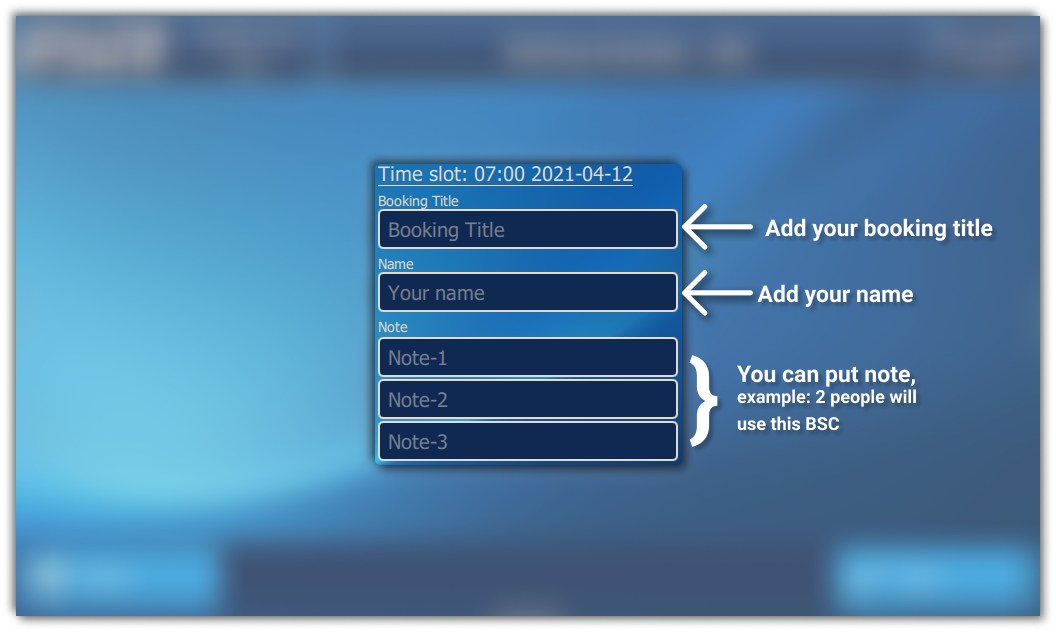 Time slot: 07:00 2021-04-12
Booking Title
Booking Title
Add your booking title
Name
Your name
Add your name
Note
Note-1
Note-2
Note-3
You can put note,
example: 2 people will
use this BSC